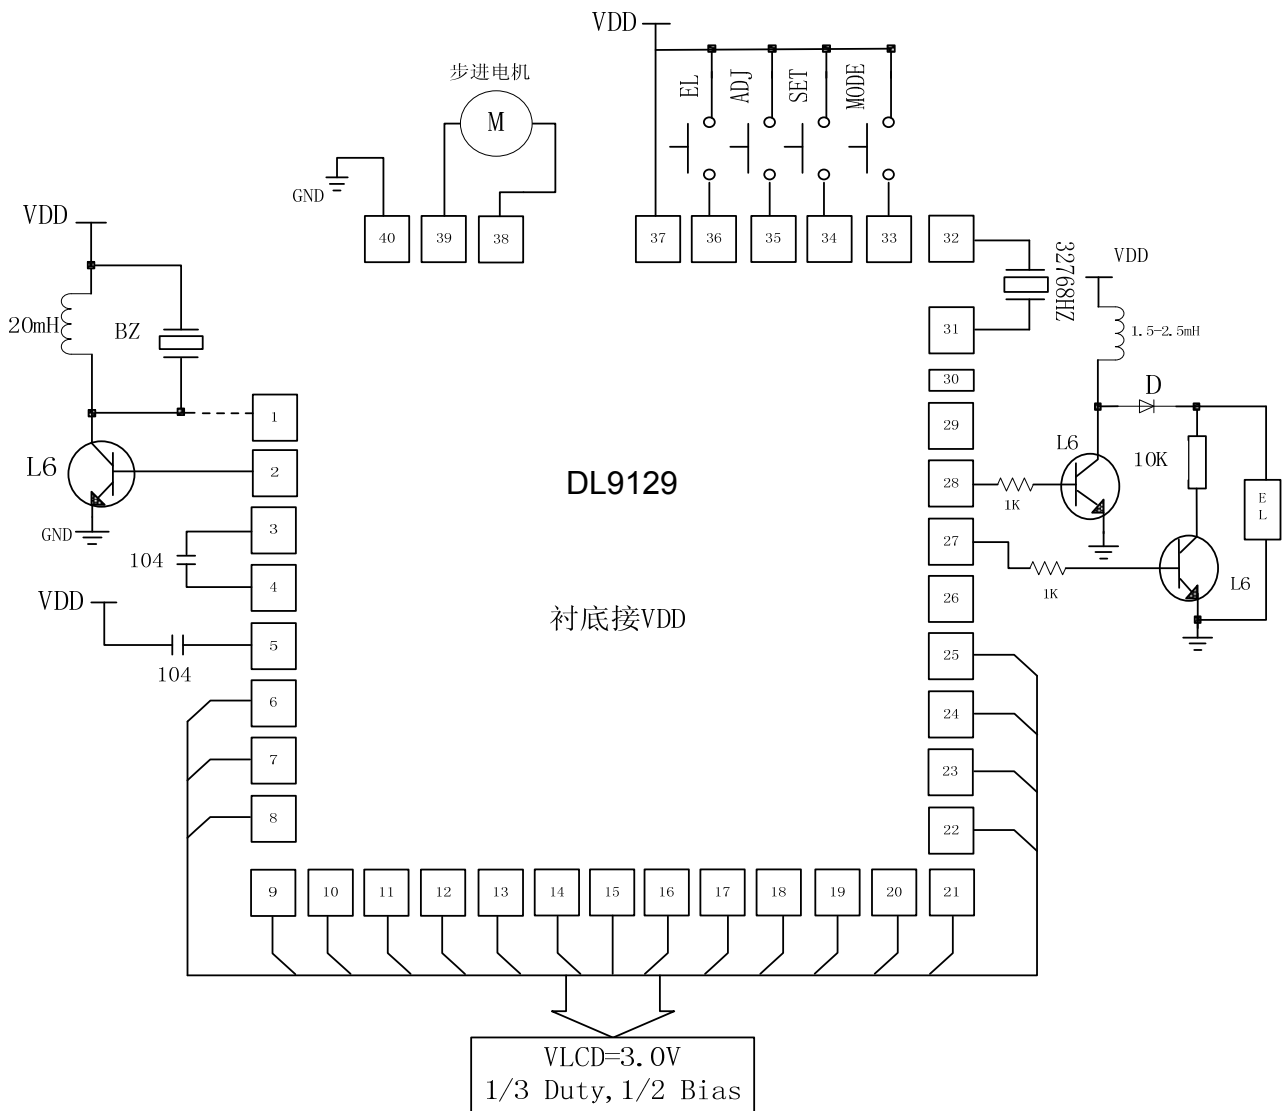 VDD
步进电机
M
EL
ADJ
SET
MODE
GND
40
39
38
37
36
35
34
33
32
VDD
20mH
BZ
32768HZ
VDD
31
1.5-2.5mH
30
D
1
29
L6
2
L6
10K
28
1K
E
L
GND
3
104
27
4
1K
L6
VDD
26
5
104
25
6
24
7
23
8
22
DL9129
衬底接VDD
9
10
11
12
13
14
15
16
17
18
19
20
21
VLCD=3.0V
1/3 Duty, 1/2 Bias